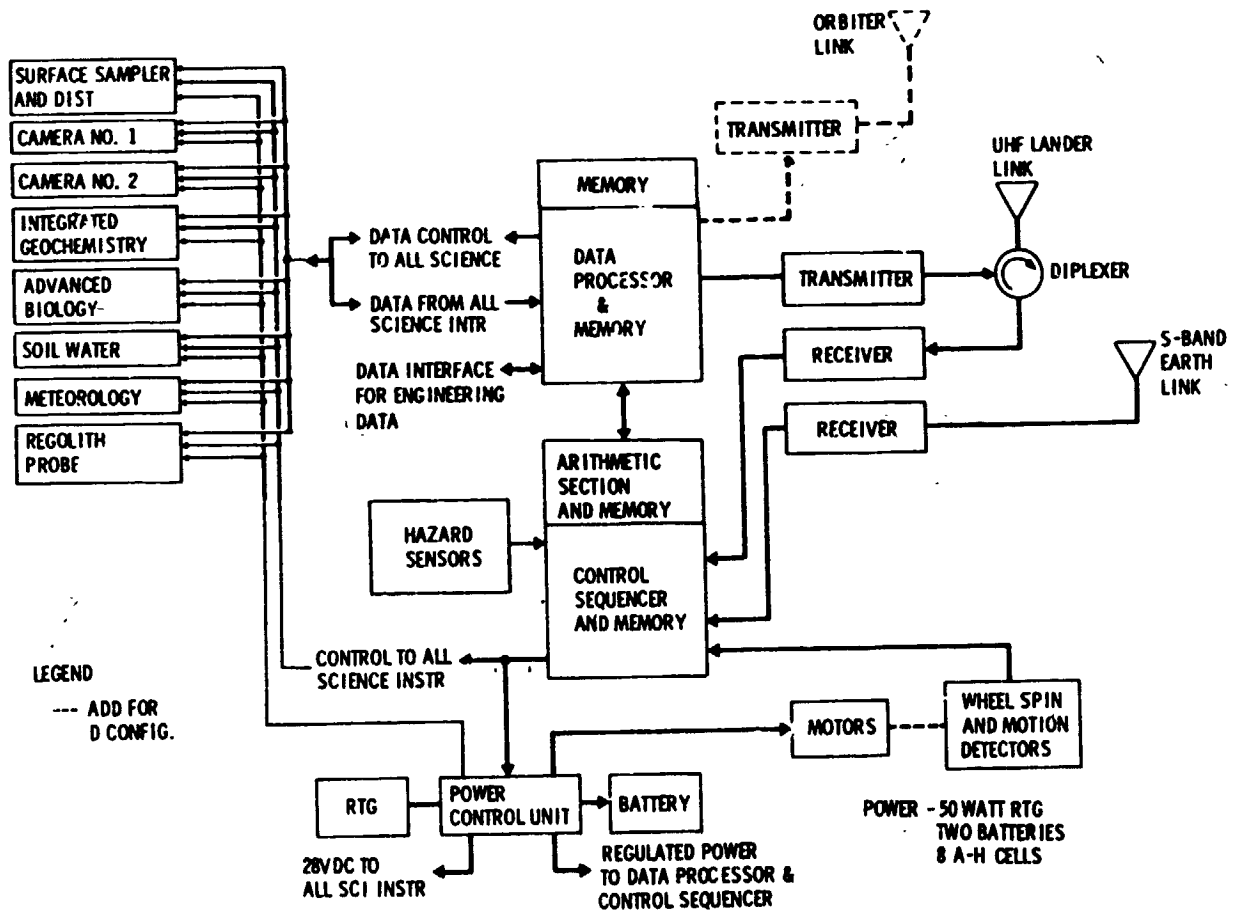 ORBITER
LINK
SURFACE SAMPLER
AND DIST
CAMERA NO. 1
CAMERA NO. 2
INTEGRATED
GEOCHEMISTRY
ADVANCED
BIOLOGY-
SOIL WATER
METEOROLOGY
REGOLITH
PROBE
TRANSMITTER
UHF LANDER
LINK
MEMORY
DATA CONTROL
TO ALL SCIENCE
DATA FROM ALL
SCIENCE INTR
DATA INTERFACE
FOR ENGINEERING
DATA
DATA
PROCESSOR
&
MEMORY
TRANSMITTER
DIPLEXER
RECEIVER
S-BAND
EARTH
LINK
RECEIVER
ARITHMETIC
SECTION
AND MEMORY
HAZARD
SENSORS
CONTROL
SEQUENCER
AND MEMORY
CONTROL TO ALL
SCIENCE INSTR
LEGEND
--- ADD FOR
D CONFIG.
MOTORS
WHEEL SPIN
AND MOTION
DETECTORS
RTG
POWER
CONTROL UNIT
BATTERY
POWER - 50 WATT RTG
TWO BATTERIES
8 A-H CELLS
28VDC TO
ALL SCI INSTR
REGULATED POWER
TO DATA PROCESSOR &
CONTROL SEQUENCER